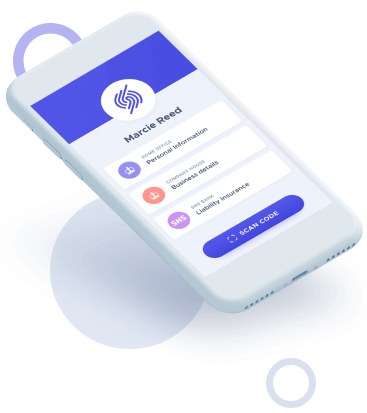 Marcie Reed
HOME OFFICE
Personal Information
COMPANY HOUSE
Business details
SNS
SNS BANK
Liability Insurance
SCAN CODE